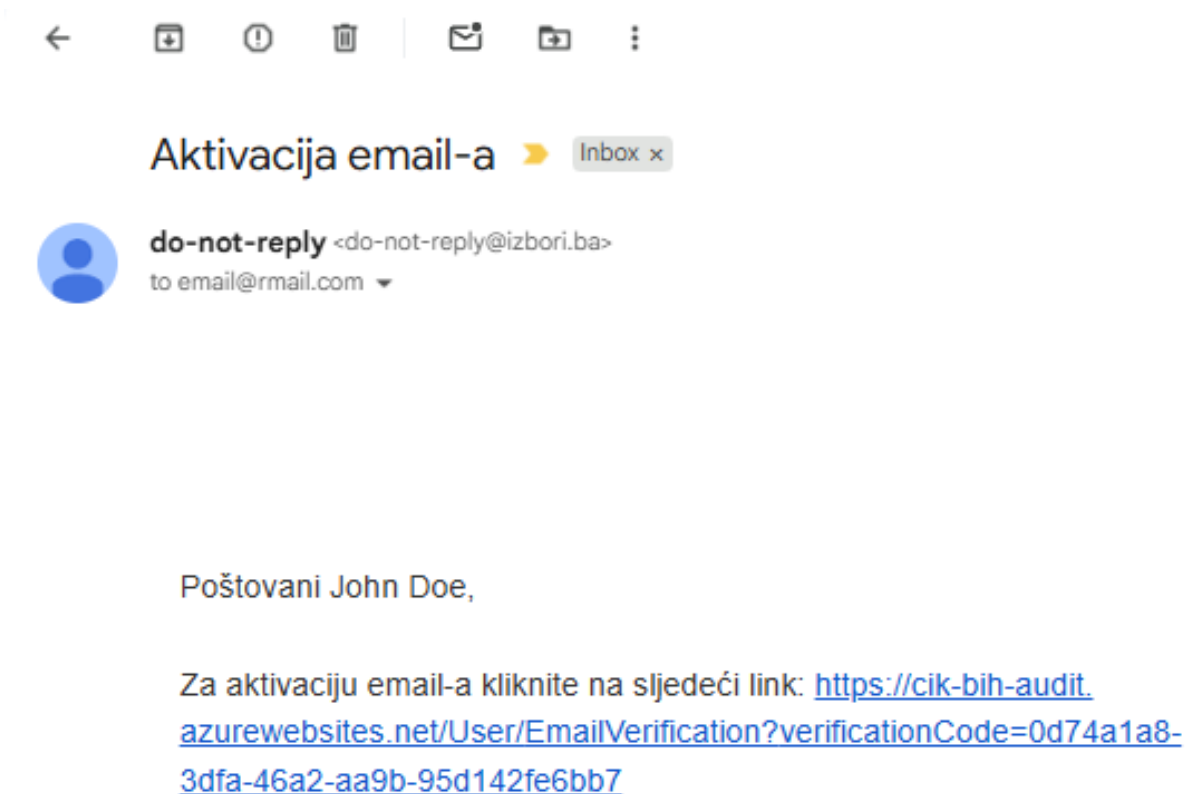 Aktivacija email-a Inbox ×
do-not-reply <do-not-reply@izbori.ba>
to email@rmail.com
Poštovani John Doe,
Za aktivaciju email-a kliknite na sljedeći link: https://cik-bih-audit.
azurewebsites.net/User/EmailVerification?verificationCode=0d74a1a8-
3dfa-46a2-aa9b-95d142fe6bb7